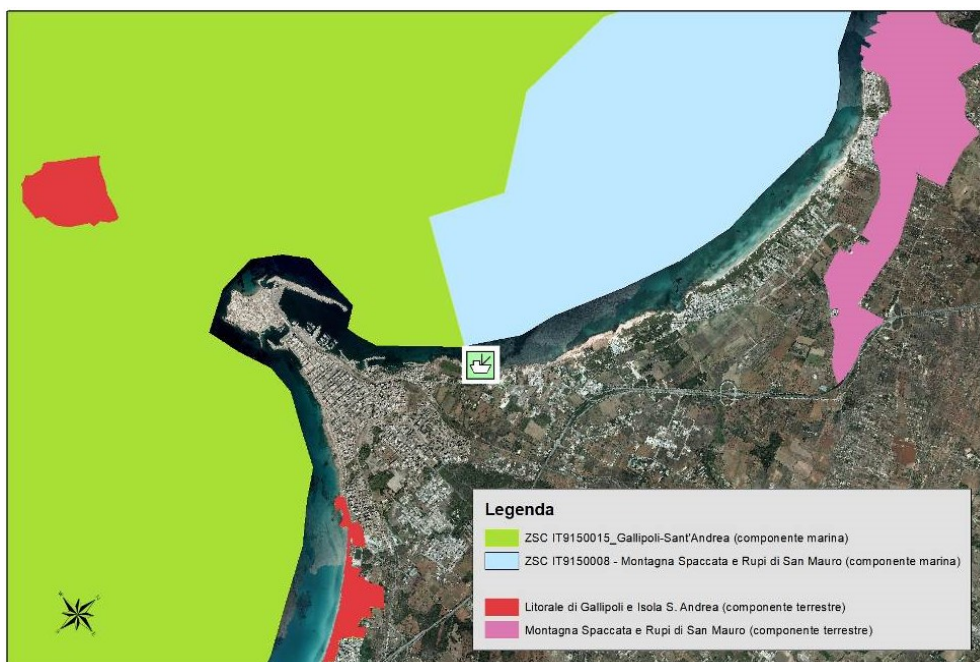 Legenda
ZSC IT9150015_Gallipoli-Sant'Andrea (componente marina)
ZSC IT9150008 - Montagna Spaccata e Rupi di San Mauro (componente marina)
Litorale di Gallipoli e Isola S. Andrea (componente terrestre)
Montagna Spaccata e Rupi di San Mauro (componente terrestre)